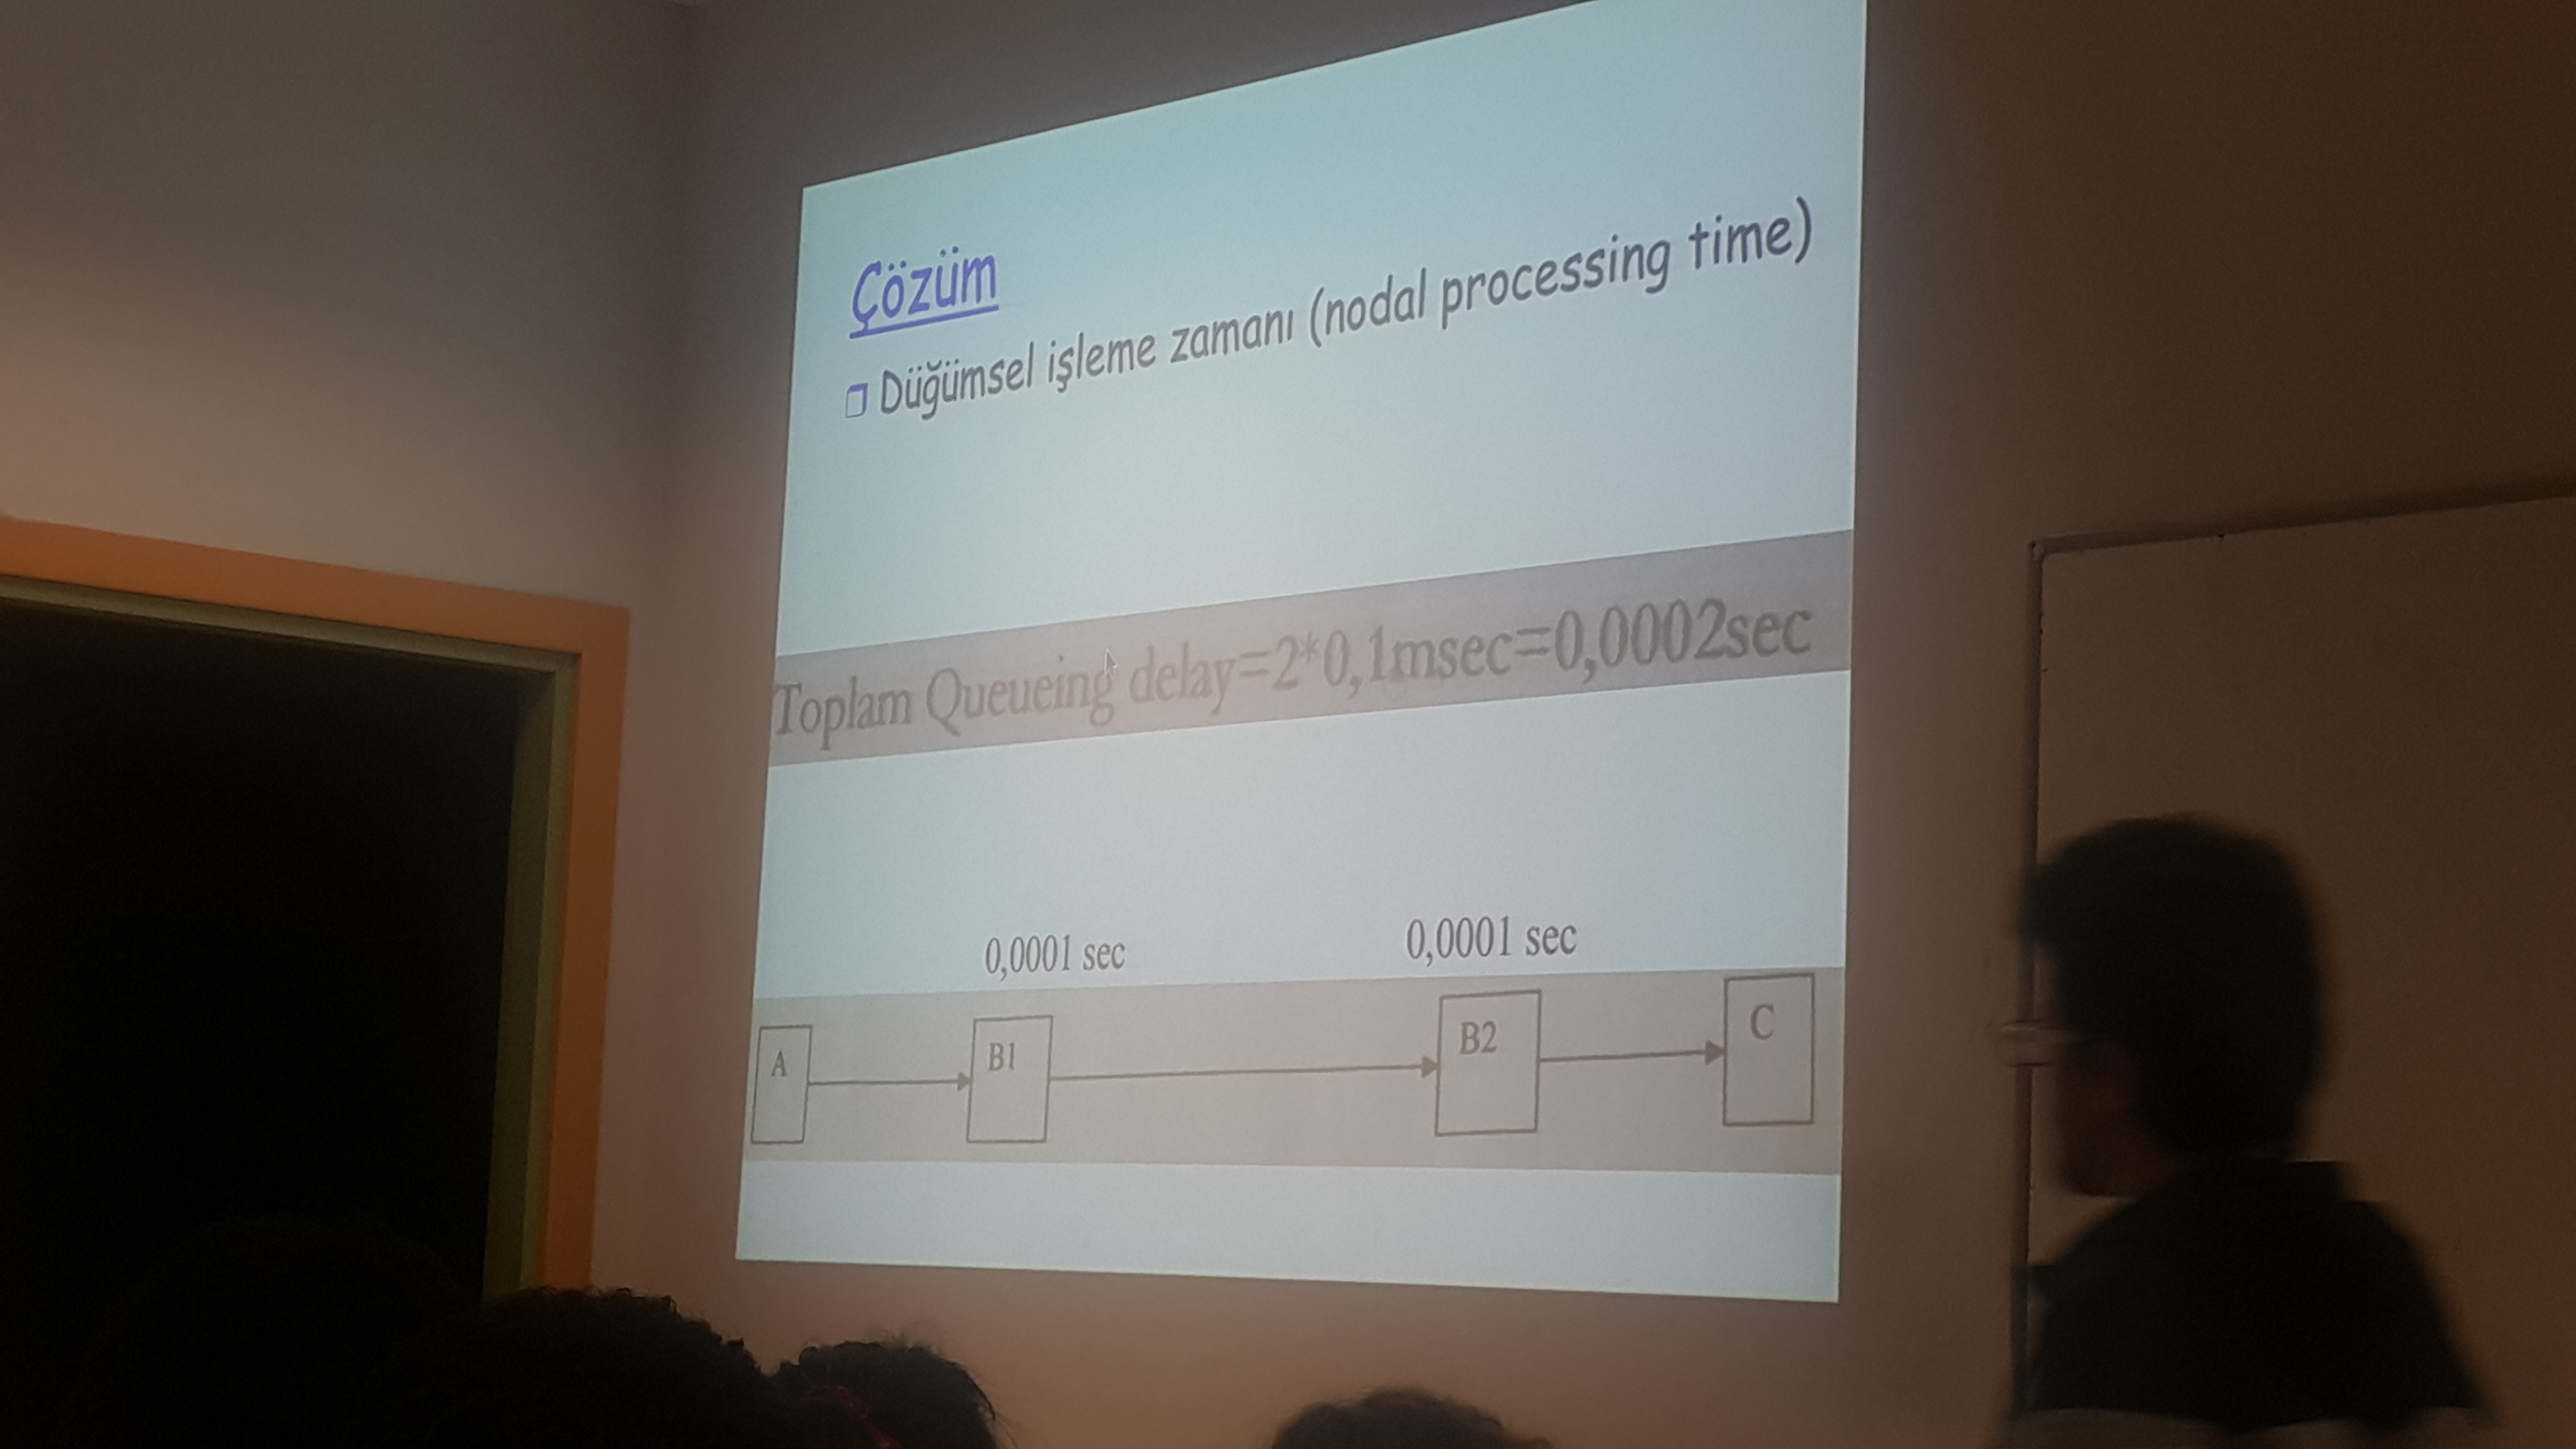 Çözüm
Düğümsel işleme zamanı (nodal processing time)
Toplam Queueing delay=2*0,1msec=0,0002sec
0,0001 sec
0,0001 sec
A
B1
B2
C